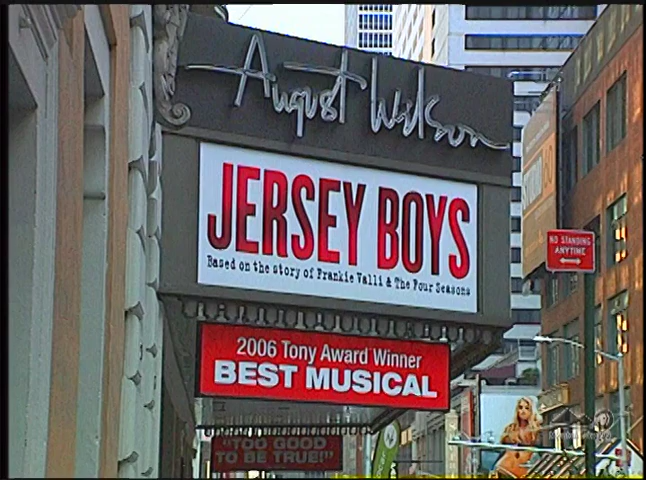 August Wilson
JERSEY BOYS
Based on the story of Frankie Valli & The Four Seasons
NO STANDING
ANYTIME
2006 Tony Award Winner
BEST MUSICAL
"TOO GOOD
TO BE TRUE!"